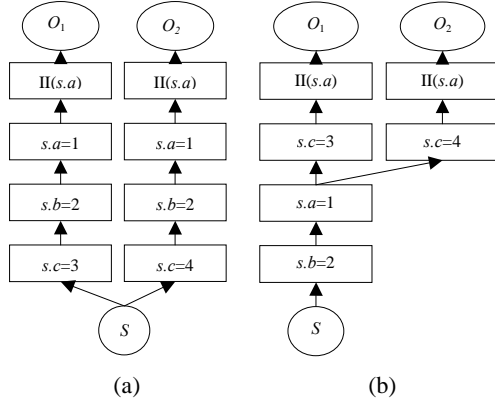 O1 O2 O1 O2
Π(s.a) Π(s.a) Π(s.a) Π(s.a)
s.a=1 s.a=1 s.c=3 s.c=4
s.b=2 s.b=2 s.a=1
s.c=3 s.c=4 s.b=2
S S
(a) (b)